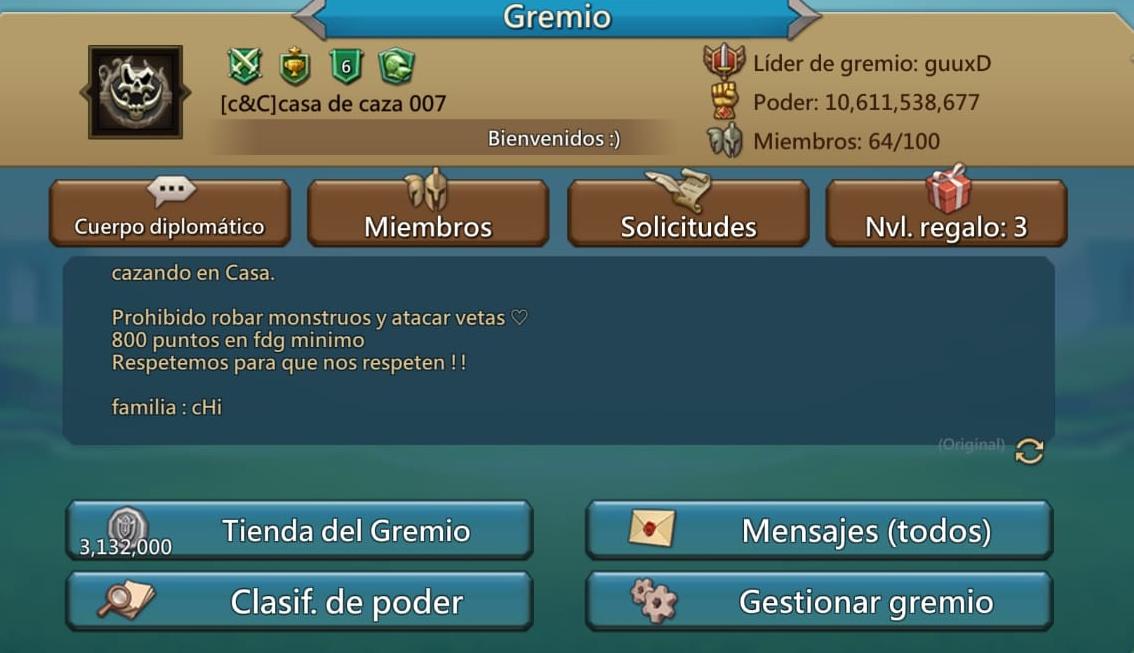 Gremio
6
[c&C]casa de caza 007
Bienvenidos :)
Líder de gremio: guuxD
Poder: 10,611,538,677
Miembros: 64/100
Cuerpo diplomático
Miembros
Solicitudes
Nvl. regalo: 3
cazando en Casa.
Prohibido robar monstruos y atacar vetas ♡
800 puntos en fdg minimo
Respetemos para que nos respeten ! !
familia : cHi
(Original)
3,132,000
Tienda del Gremio
Mensajes (todos)
Clasif. de poder
Gestionar gremio